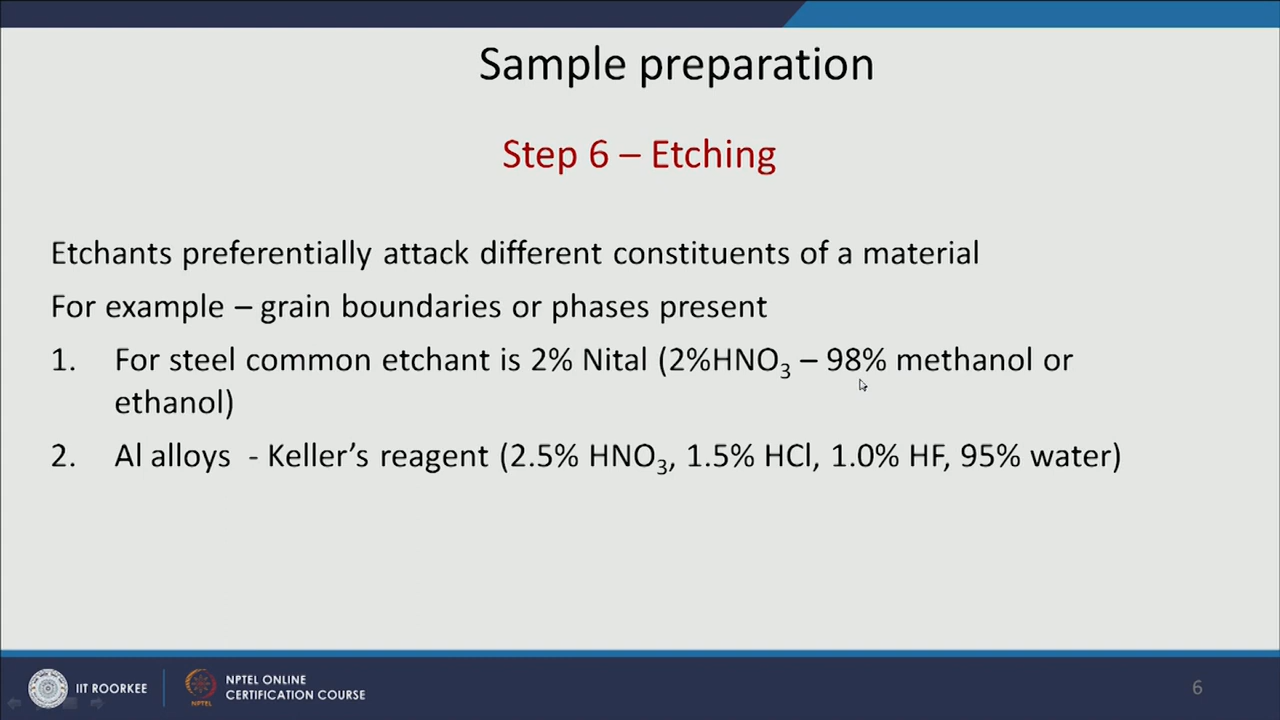 Sample preparation
Step 6 – Etching
Etchants preferentially attack different constituents of a material
For example – grain boundaries or phases present
1. For steel common etchant is 2% Nital (2%HNO₃ – 98% methanol or
ethanol)
2. Al alloys - Keller’s reagent (2.5% HNO₃, 1.5% HCl, 1.0% HF, 95% water)
IIT ROORKEE
NPTEL
NPTEL ONLINE
CERTIFICATION COURSE
6